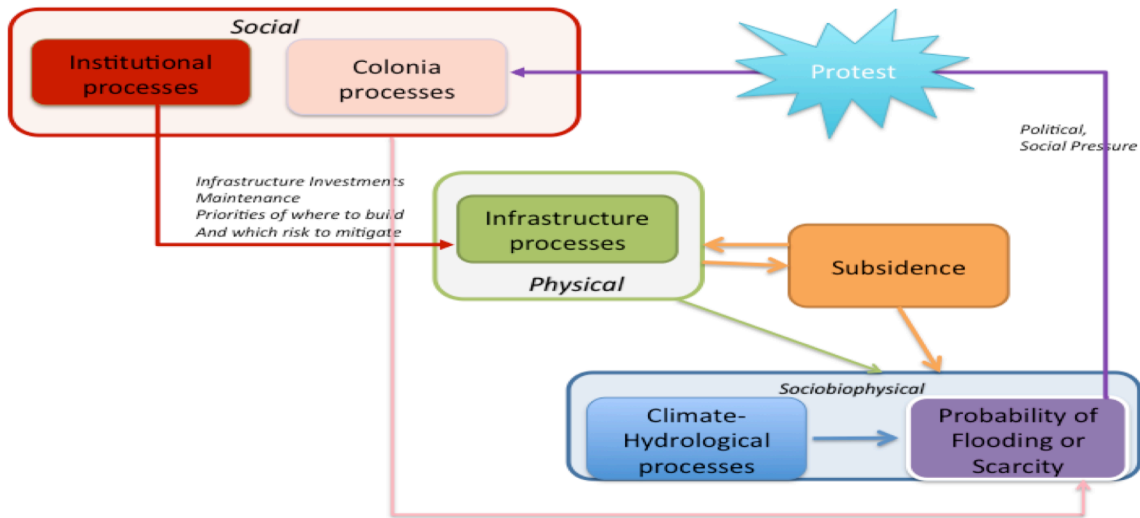 Social
Institutional
processes
Colonia
processes
Protest
Political,
Social Pressure
Infrastructure Investments
Maintenance
Priorities of where to build
And which risk to mitigate
Infrastructure
processes
Physical
Subsidence
Sociobiophysical
Climate-
Hydrological
processes
Probability of
Flooding or
Scarcity